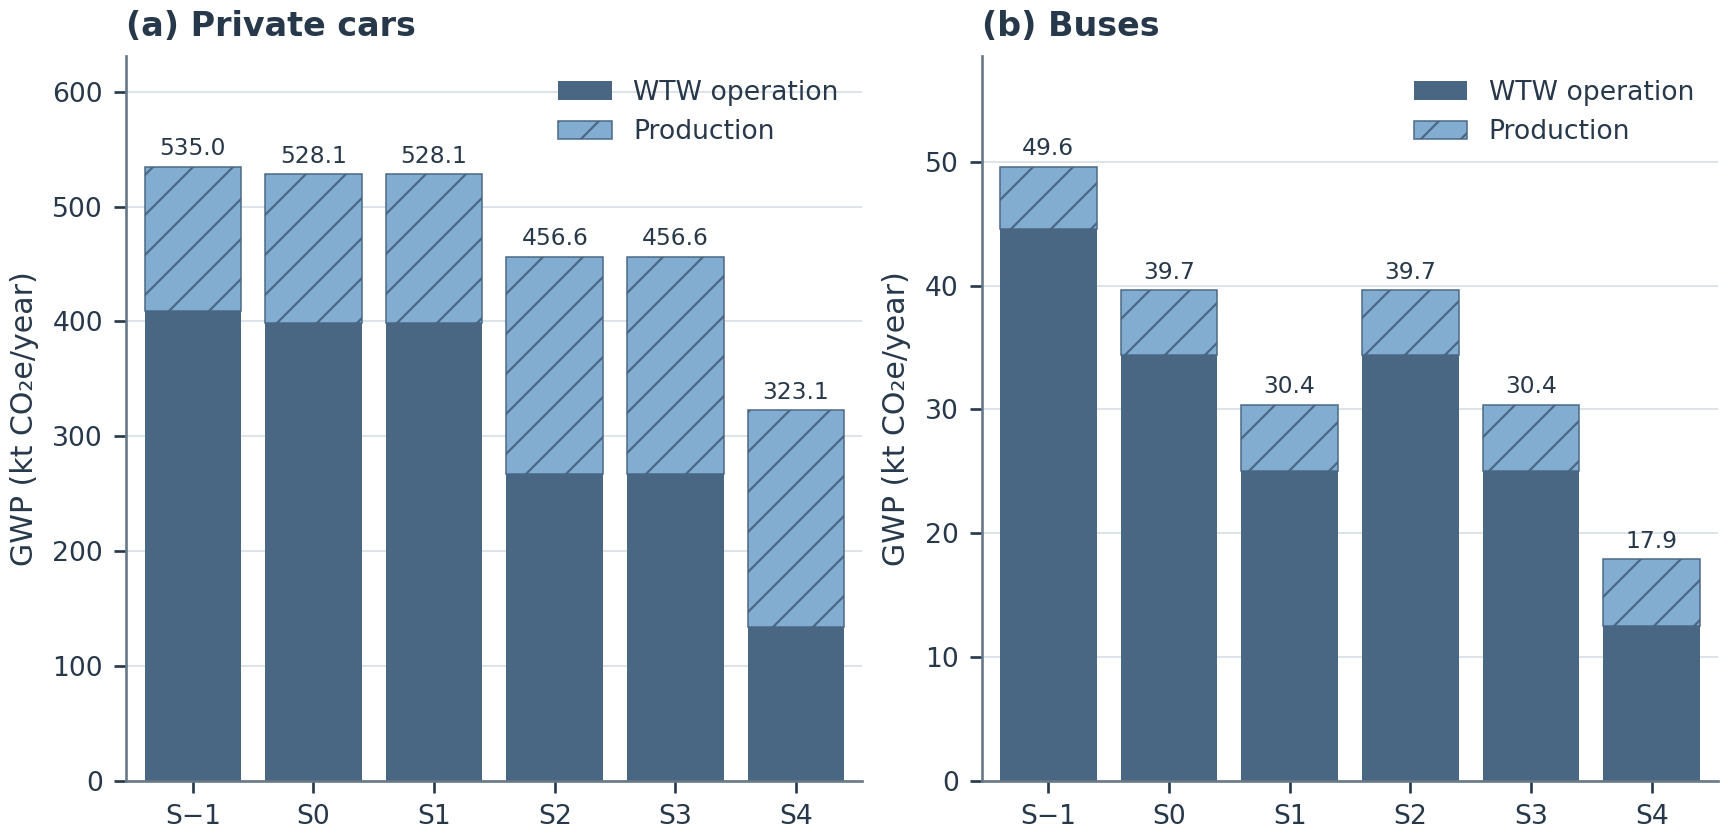 (a) Private cars
GWP (kt CO₂e/year)
600
500
400
300
200
100
0
WTW operation
Production
535.0
528.1
528.1
456.6
456.6
323.1
S−1
S0
S1
S2
S3
S4
(b) Buses
GWP (kt CO₂e/year)
50
40
30
20
10
0
WTW operation
Production
49.6
39.7
30.4
39.7
30.4
17.9
S−1
S0
S1
S2
S3
S4